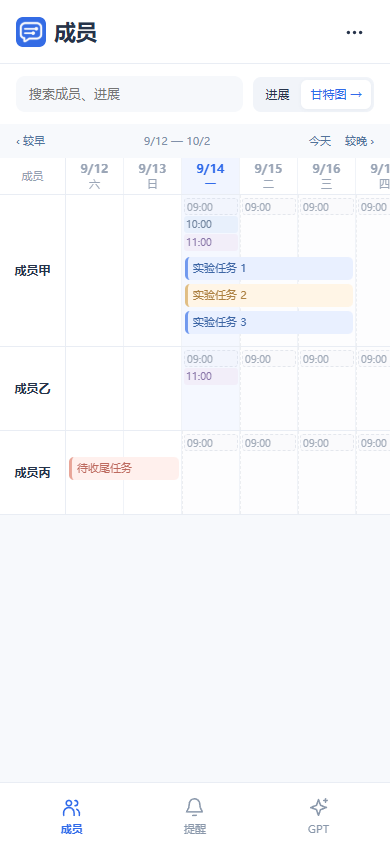 成员
搜索成员、进展
进展
甘特图 →
‹ 较早
9/12 — 10/2
今天
较晚 ›
成员
9/12 9/13 9/14 9/15 9/16 9/1
六 日 一 二 三 四
09:00 09:00 09:00 09:00
10:00
11:00
成员甲
实验任务 1
实验任务 2
实验任务 3
09:00 09:00 09:00 09:00
11:00
成员乙
09:00 09:00 09:00 09:00
成员丙
待收尾任务
成员 提醒 GPT